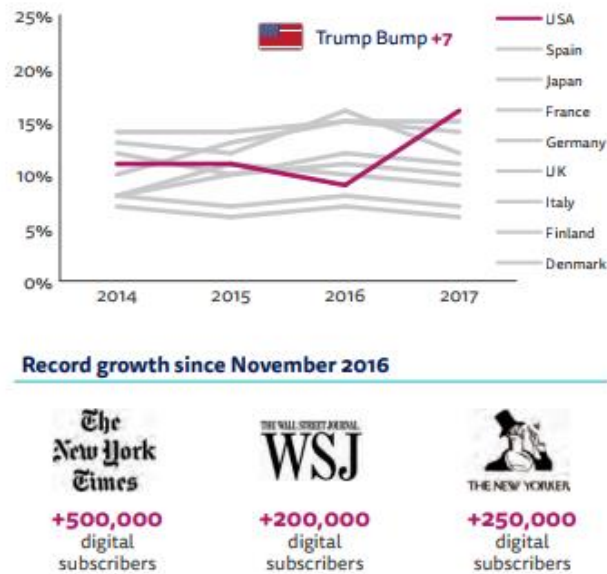 25%
20%
15%
10%
5%
0%
Trump Bump +7
2014 2015 2016 2017
USA
Spain
Japan
France
Germany
UK
Italy
Finland
Denmark
Record growth since November 2016
The
New York
Times
+500,000
digital
subscribers
THE WALL STREET JOURNAL
WSJ
+200,000
digital
subscribers
THE NEW YORKER
+250,000
digital
subscribers